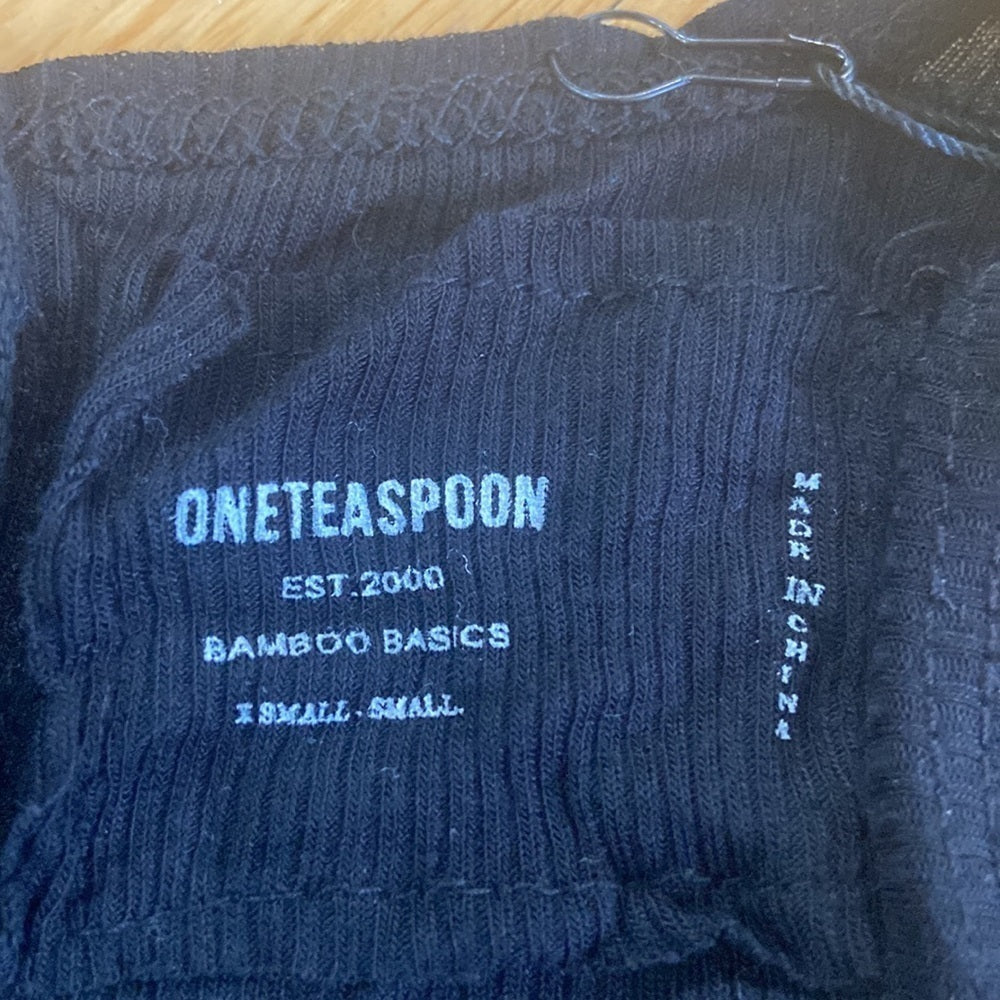 ONETEASPOON
EST.2000
BAMBOO BASICS
X SMALL - SMALL.
MADE IN CHINA